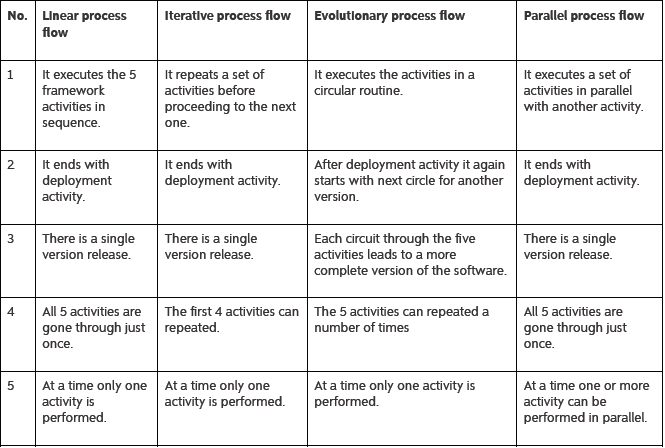 No.
Linear process
flow
Iterative process flow
Evolutionary process flow
Parallel process flow
1
It executes the 5
framework
activities in
sequence.
It repeats a set of
activities before
proceeding to the next
one.
It executes the activities in a
circular routine.
It executes a set of
activities in parallel
with another activity.
2
It ends with
deployment
activity.
It ends with
deployment activity.
After deployment activity it again
starts with next circle for another
version.
It ends with
deployment activity.
3
There is a single
version release.
There is a single
version release.
Each circuit through the five
activities leads to a more
complete version of the software.
There is a single
version release.
4
All 5 activities are
gone through just
once.
The first 4 activities can
repeated.
The 5 activities can repeated a
number of times
All 5 activities are
gone through just
once.
5
At a time only one
activity is
performed.
At a time only one
activity is performed.
At a time only one activity is
performed.
At a time one or more
activity can be
performed in parallel.